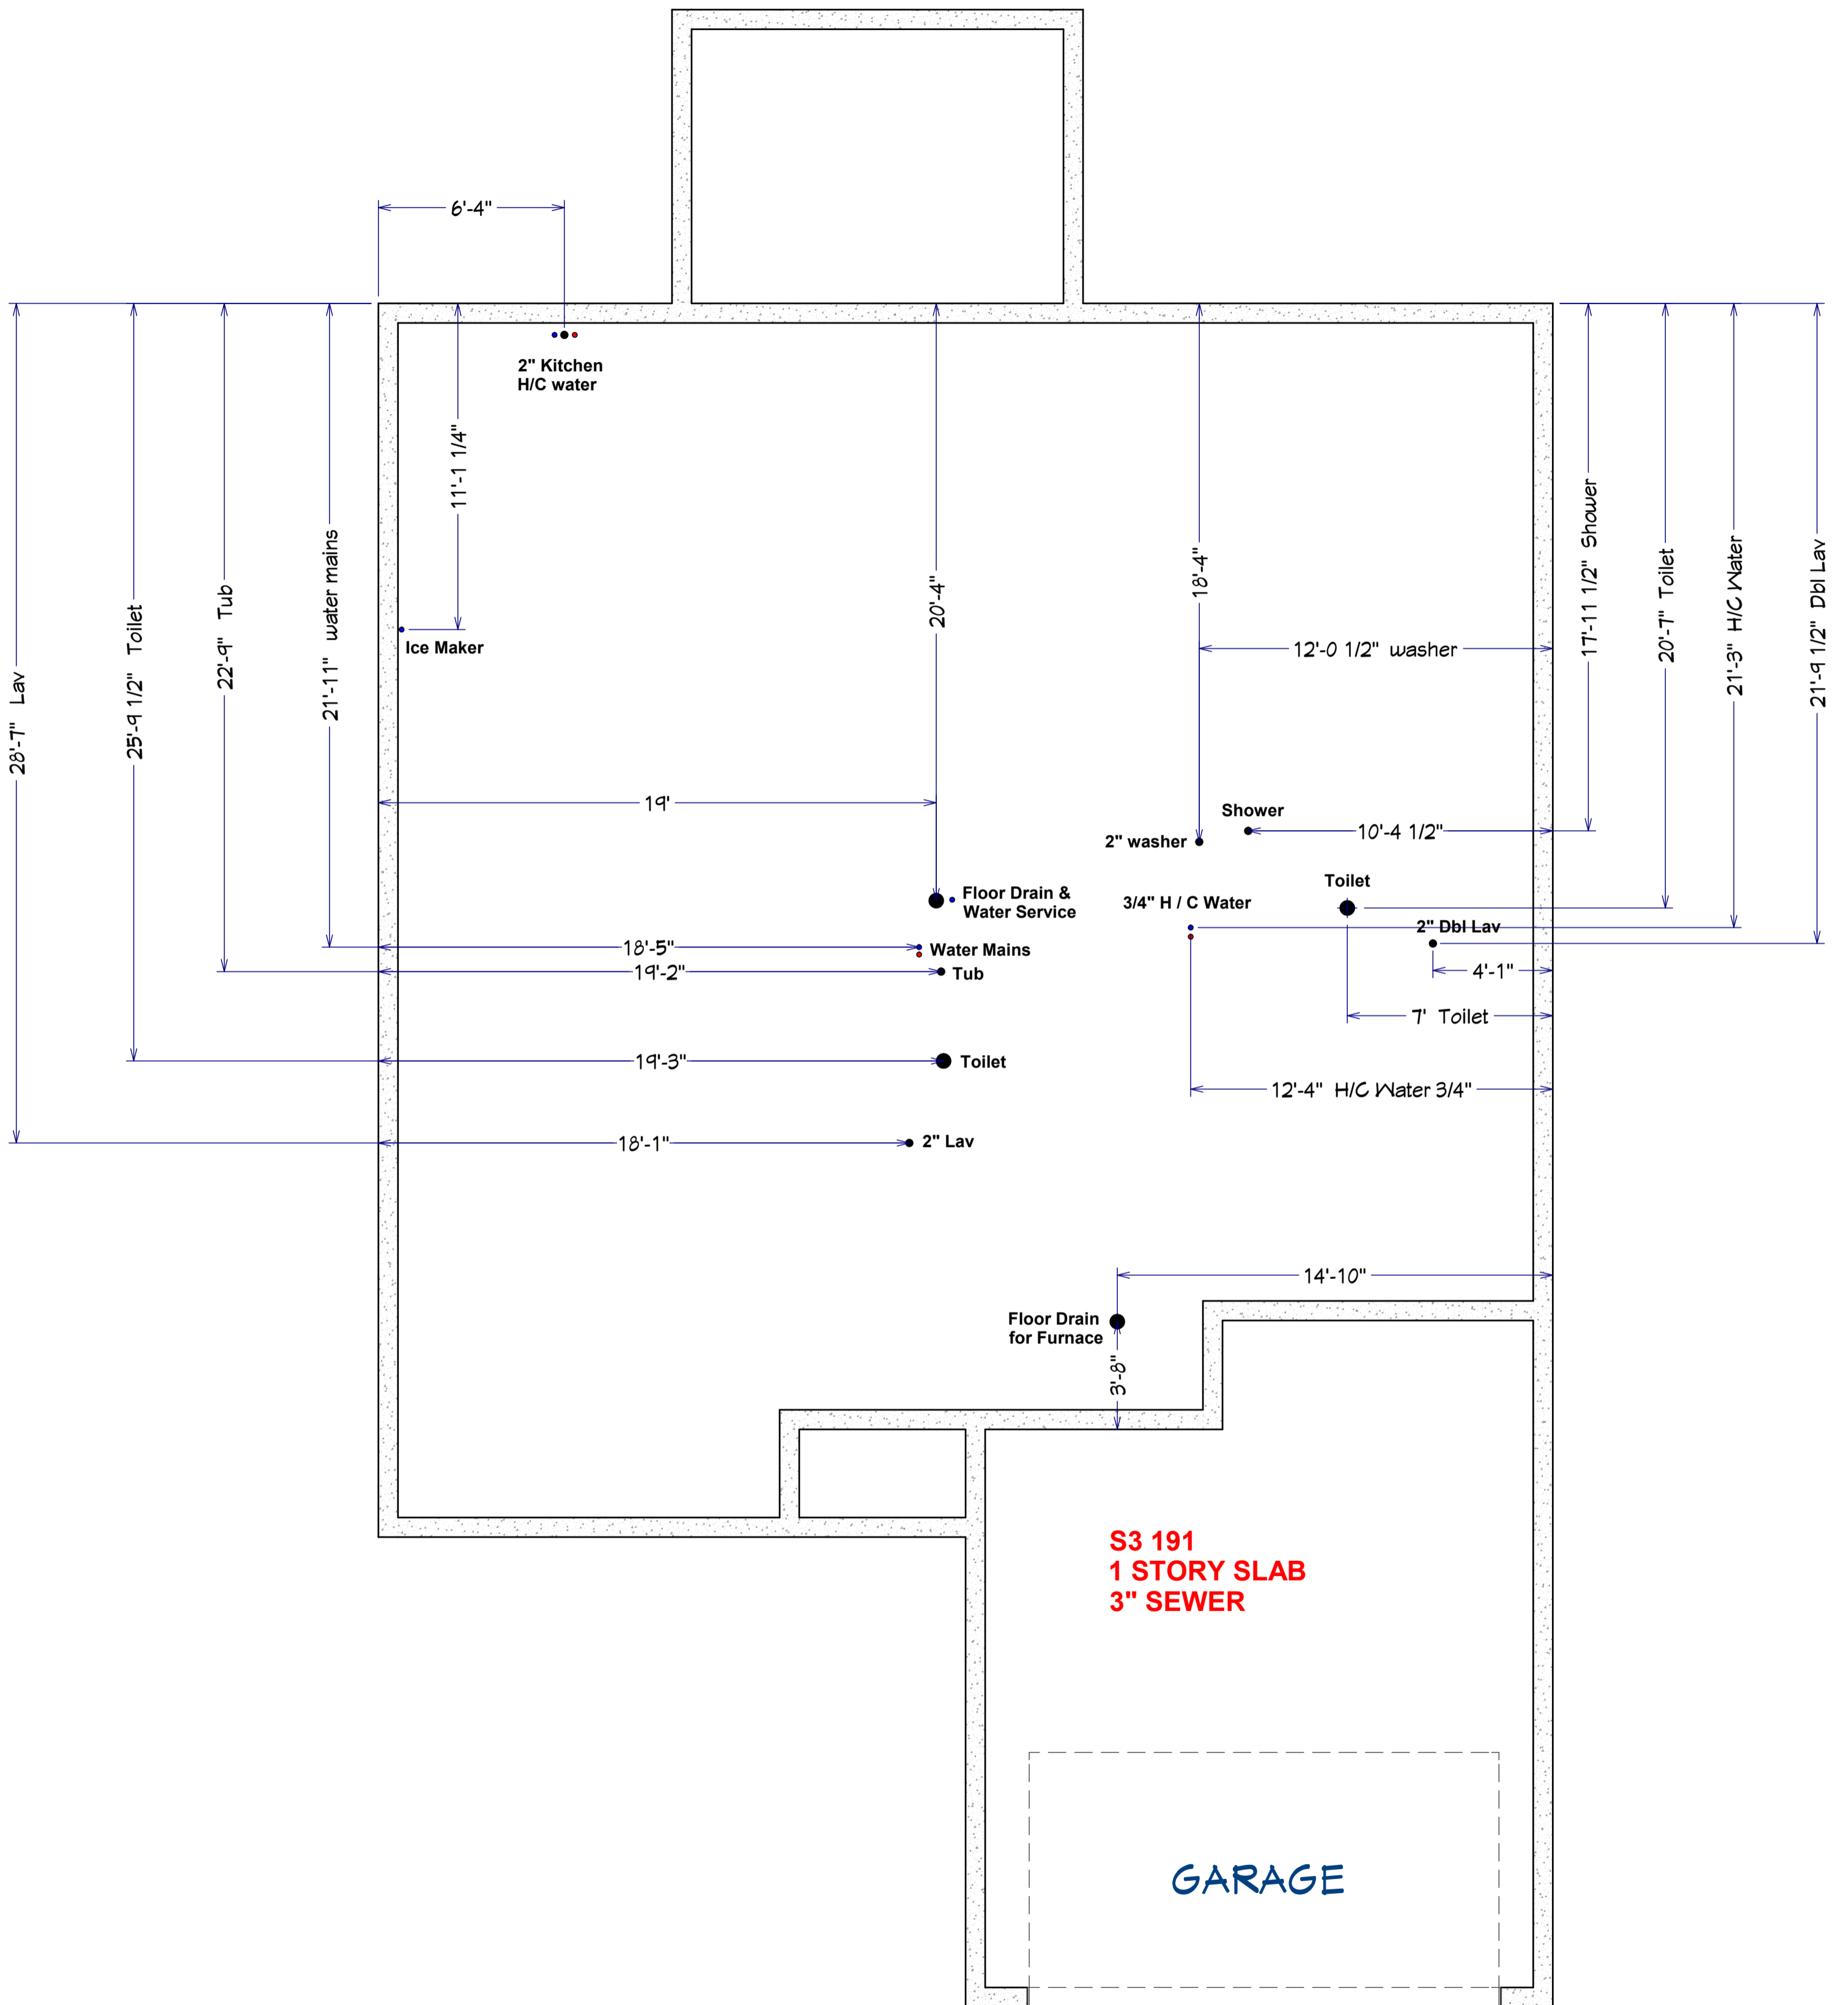 6'-4"
2" Kitchen
H/C water
11'-1 1/4"
Ice Maker
28'-7" Lav
25'-9 1/2" Toilet
22'-9" Tub
21'-11" water mains
20'-4"
18'-4"
12'-0 1/2" washer
17'-11 1/2" Shower
20'-7" Toilet
21'-3" H/C Water
21'-9 1/2" Dbl Lav
19'
Shower
2" washer
10'-4 1/2"
Toilet
Floor Drain &
Water Service
3/4" H / C Water
2" Dbl Lav
18'-5"
Water Mains
19'-2"
Tub
4'-1"
7' Toilet
19'-3"
Toilet
12'-4" H/C Water 3/4"
18'-1"
2" Lav
14'-10"
Floor Drain
for Furnace
3'-8"
S3 191
1 STORY SLAB
3" SEWER
GARAGE